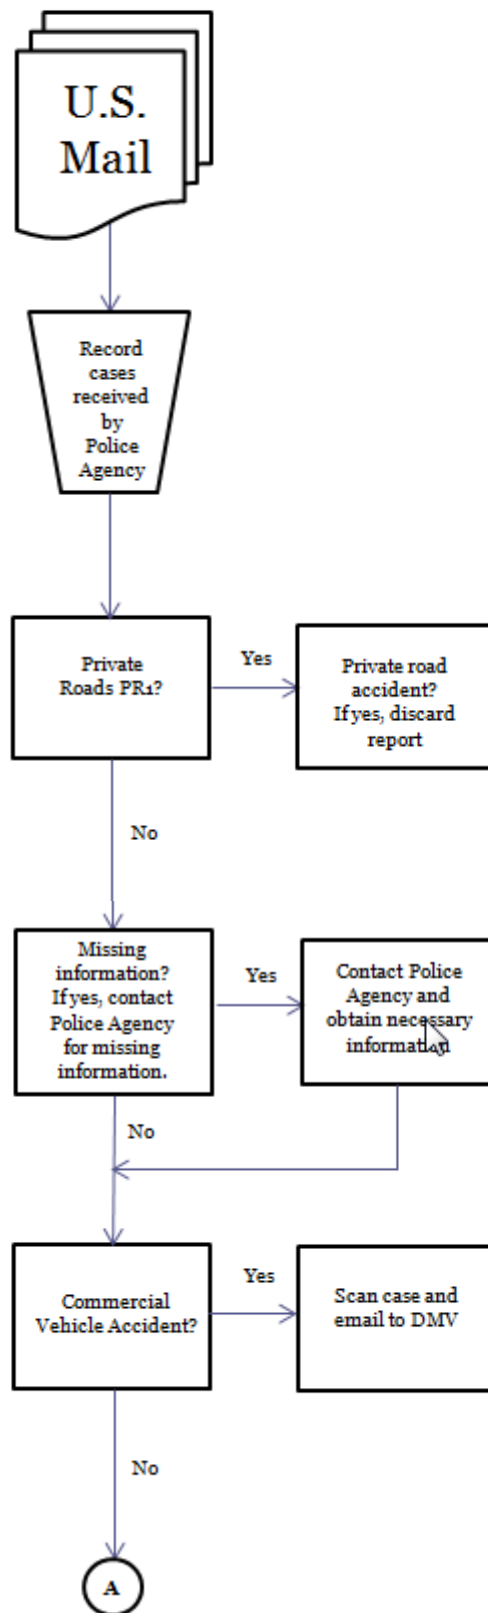 U.S.
Mail
Record
cases
received
by
Police
Agency
Private
Roads PR1?
Yes
Private road
accident?
If yes, discard
report
No
Missing
information?
If yes, contact
Police Agency
for missing
information.
Yes
Contact Police
Agency and
obtain necessary
information
No
Commercial
Vehicle Accident?
Yes
Scan case and
email to DMV
No
A